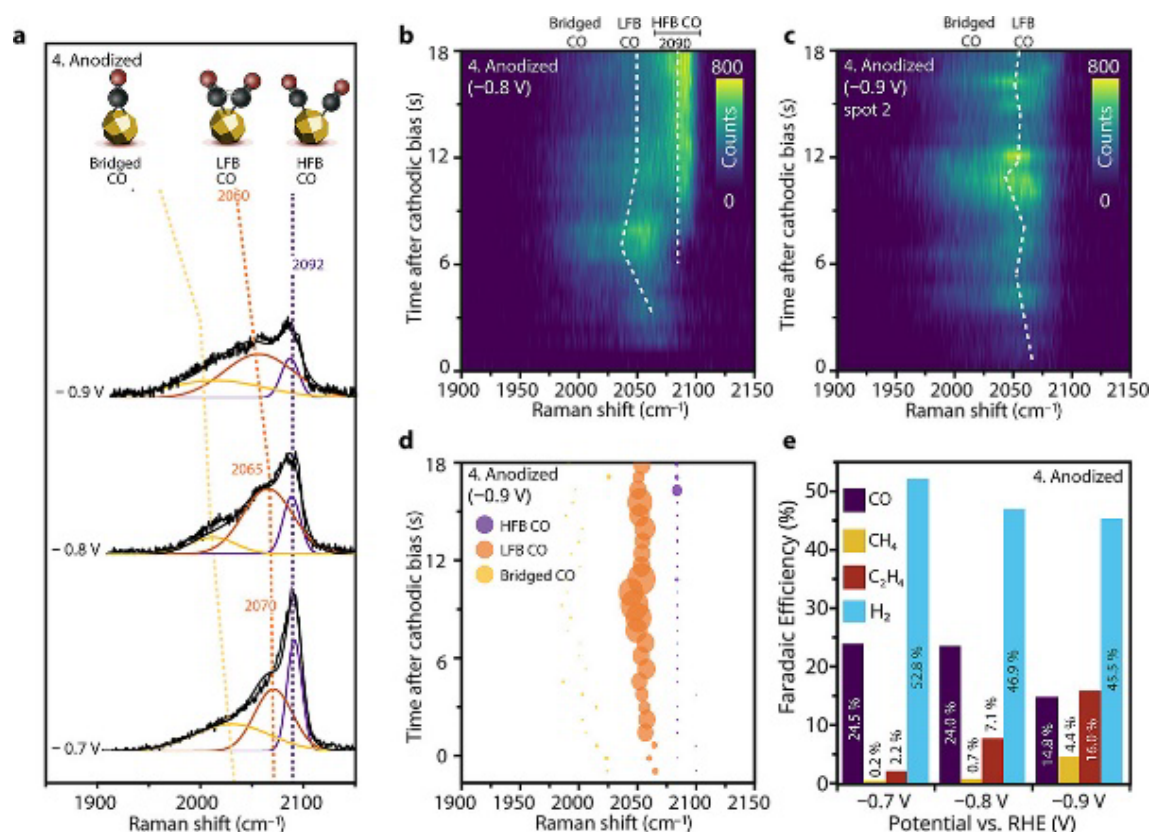 a
4. Anodized
Bridged
CO
LFB
CO
HFB
CO
2060
2092
−0.9 V
2065
−0.8 V
2070
−0.7 V
1900
2000
2100
Raman shift (cm⁻¹)
b
Bridged
CO
LFB
CO
HFB CO
2090
4. Anodized
(−0.8 V)
800
Counts
0
18
12
6
0
Time after cathodic bias (s)
1900
1950
2000
2050
2100
2150
Raman shift (cm⁻¹)
c
Bridged
CO
LFB
CO
4. Anodized
(−0.9 V)
spot 2
800
Counts
0
18
12
6
0
Time after cathodic bias (s)
1900
1950
2000
2050
2100
2150
Raman shift (cm⁻¹)
d
4. Anodized
(−0.9 V)
HFB CO
LFB CO
Bridged CO
18
12
6
0
Time after cathodic bias (s)
1900
1950
2000
2050
2100
2150
Raman shift (cm⁻¹)
e
4. Anodized
CO
CH₄
C₂H₄
H₂
50
40
30
20
10
0
Faradaic Efficiency (%)
24.5 %
0.2 %
2.2 %
52.8 %
24.0 %
0.7 %
7.1 %
46.9 %
14.8 %
4.4 %
16.0 %
45.5 %
−0.7 V
−0.8 V
−0.9 V
Potential vs. RHE (V)